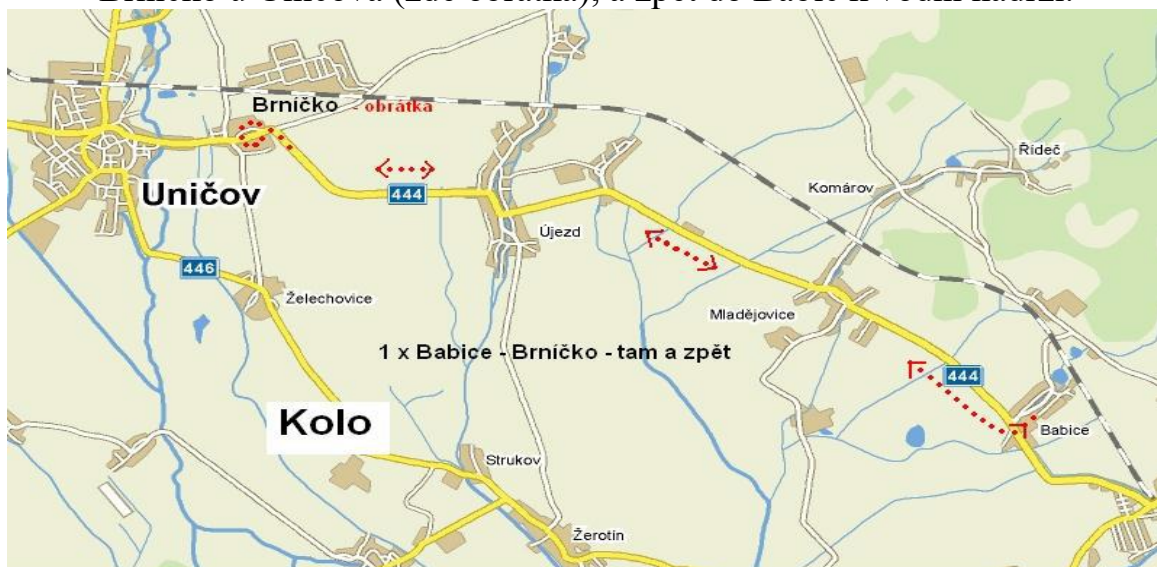 Brníčko - obrátka
Řídeč
Komárov
Uničov
444
Újezd
446
Želechovice
Mladějovice
1 x Babice - Brníčko - tam a zpět
444
Kolo
Babice
Strukov
Žerotín